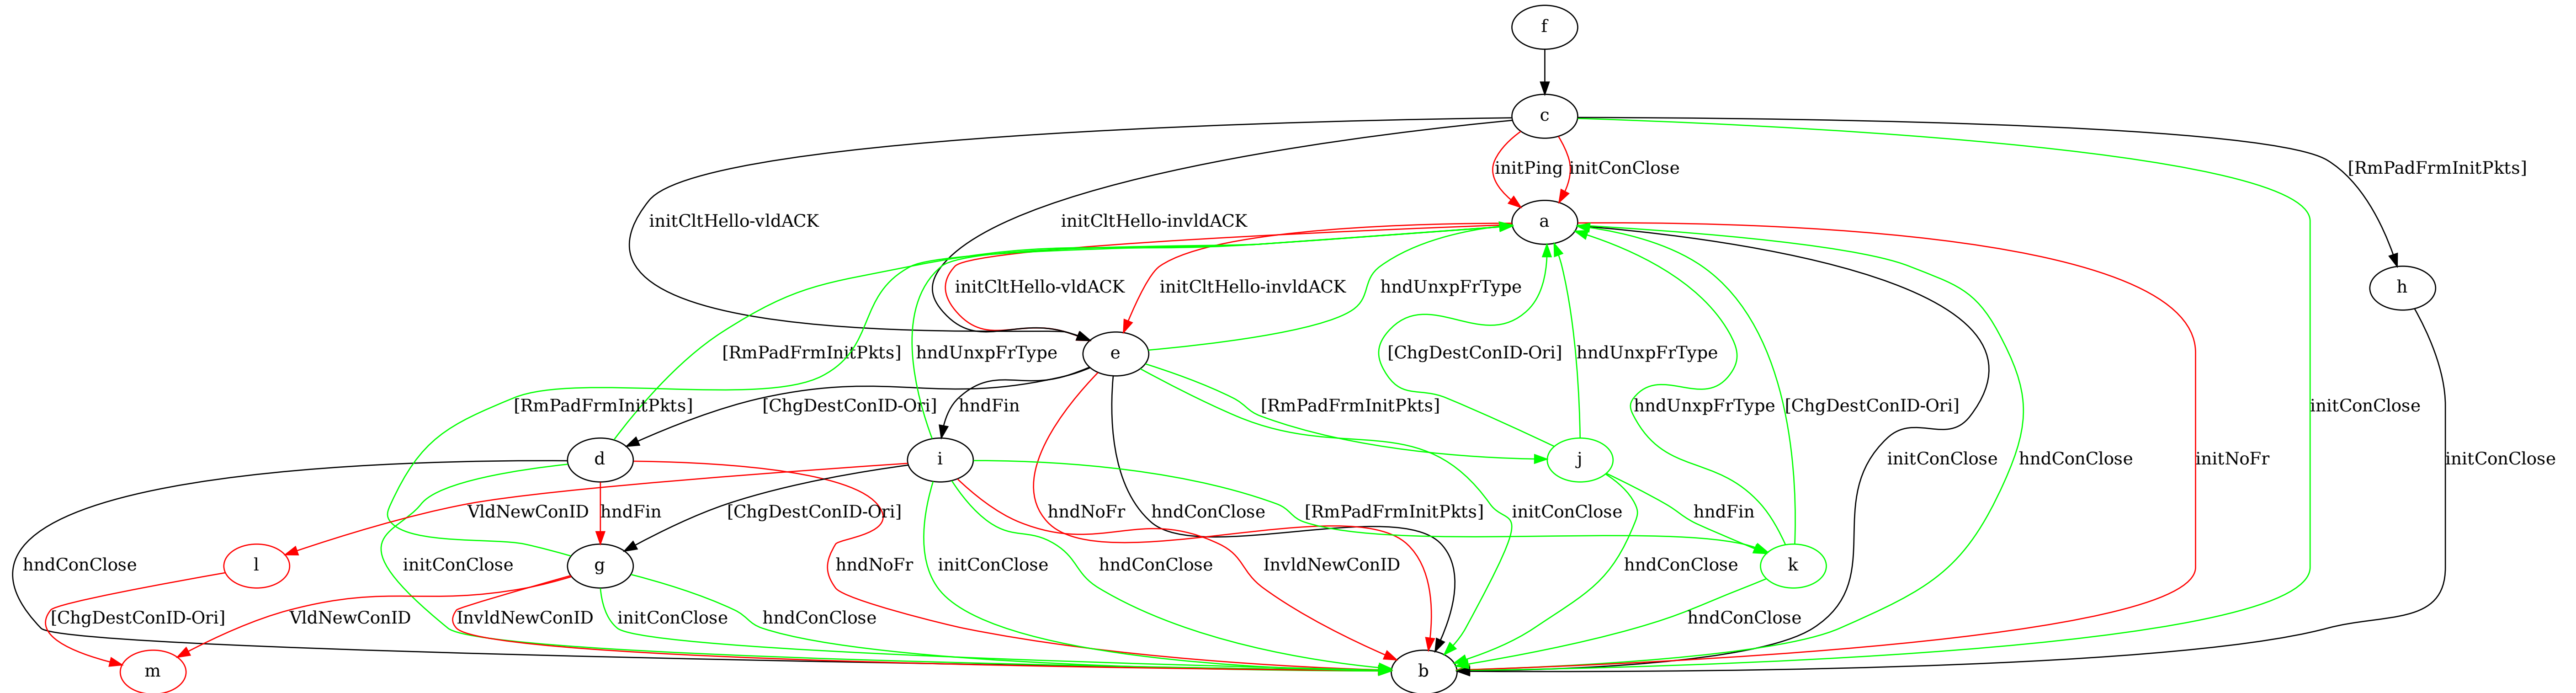 f
c
initPing
initConClose
[RmPadFrmInitPkts]
initCltHello-vldACK
initCltHello-invldACK
a
initCltHello-vldACK
initCltHello-invldACK
hndUnxpFrType
h
[RmPadFrmInitPkts]
hndUnxpFrType
e
[ChgDestConID-Ori]
hndUnxpFrType
[RmPadFrmInitPkts]
[ChgDestConID-Ori]
hndFin
[RmPadFrmInitPkts]
hndUnxpFrType
[ChgDestConID-Ori]
initConClose
d
i
j
initConClose
hndConClose
initNoFr
initConClose
VldNewConID
hndFin
[ChgDestConID-Ori]
hndNoFr
hndConClose
[RmPadFrmInitPkts]
initConClose
hndFin
hndConClose
l
initConClose
g
hndNoFr
initConClose
hndConClose
InvldNewConID
hndConClose
k
[ChgDestConID-Ori]
VldNewConID
InvldNewConID
initConClose
hndConClose
hndConClose
m
b